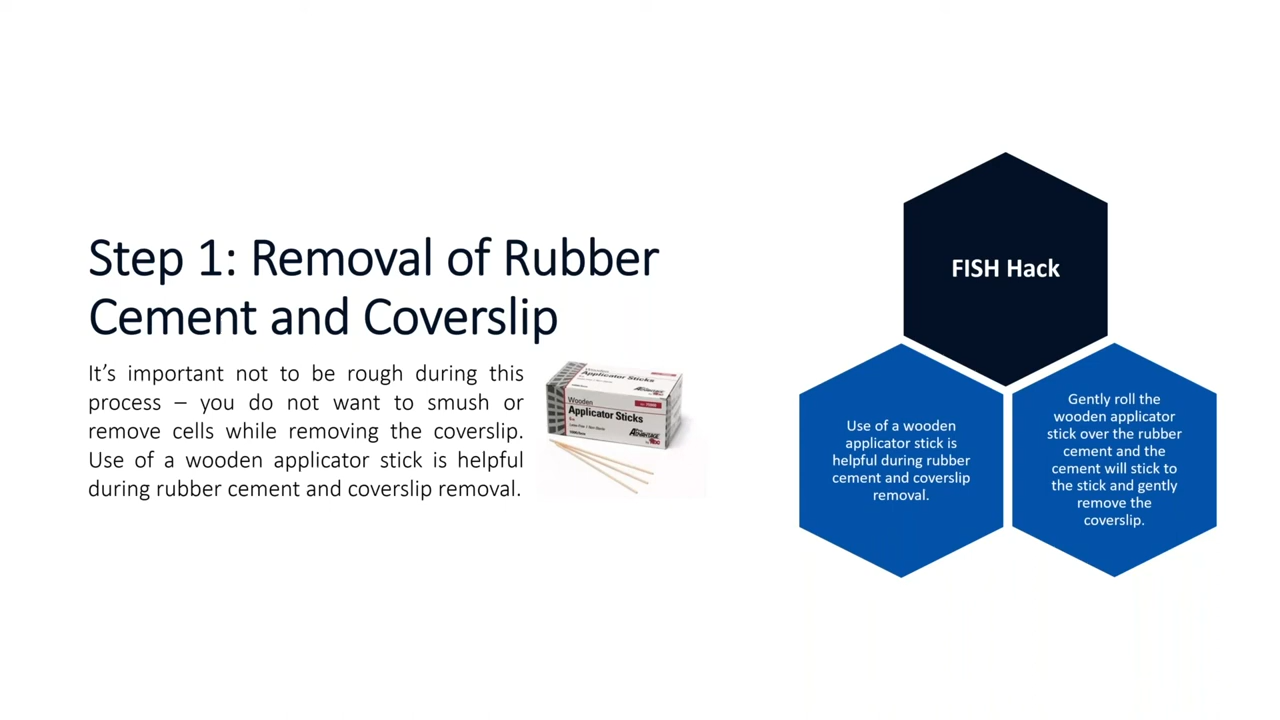 Step 1: Removal of Rubber
Cement and Coverslip
It’s important not to be rough during this
process – you do not want to smush or
remove cells while removing the coverslip.
Use of a wooden applicator stick is helpful
during rubber cement and coverslip removal.
Wooden
Applicator Sticks
Wooden
Applicator Sticks
ADVANTAGE
FISH Hack
Use of a wooden
applicator stick is
helpful during rubber
cement and coverslip
removal.
Gently roll the
wooden applicator
stick over the rubber
cement and the
cement will stick to
the stick and gently
remove the
coverslip.